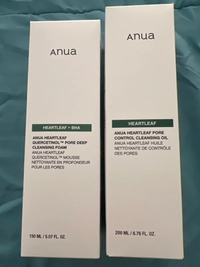 Anua
HEARTLEAF + BHA
ANUA HEARTLEAF
QUERCETINOL™ PORE DEEP
CLEANSING FOAM
ANUA HEARTLEAF
QUERCETINOL™ MOUSSE
NETTOYANTE EN PROFONDEUR
POUR LES PORES
150 ML / 5.07 FL. OZ.
Anua
HEARTLEAF
ANUA HEARTLEAF PORE
CONTROL CLEANSING OIL
ANUA HEARTLEAF HUILE
NETTOYANTE DE CONTRÔLE
DES PORES
200 ML / 6.76 FL. OZ.